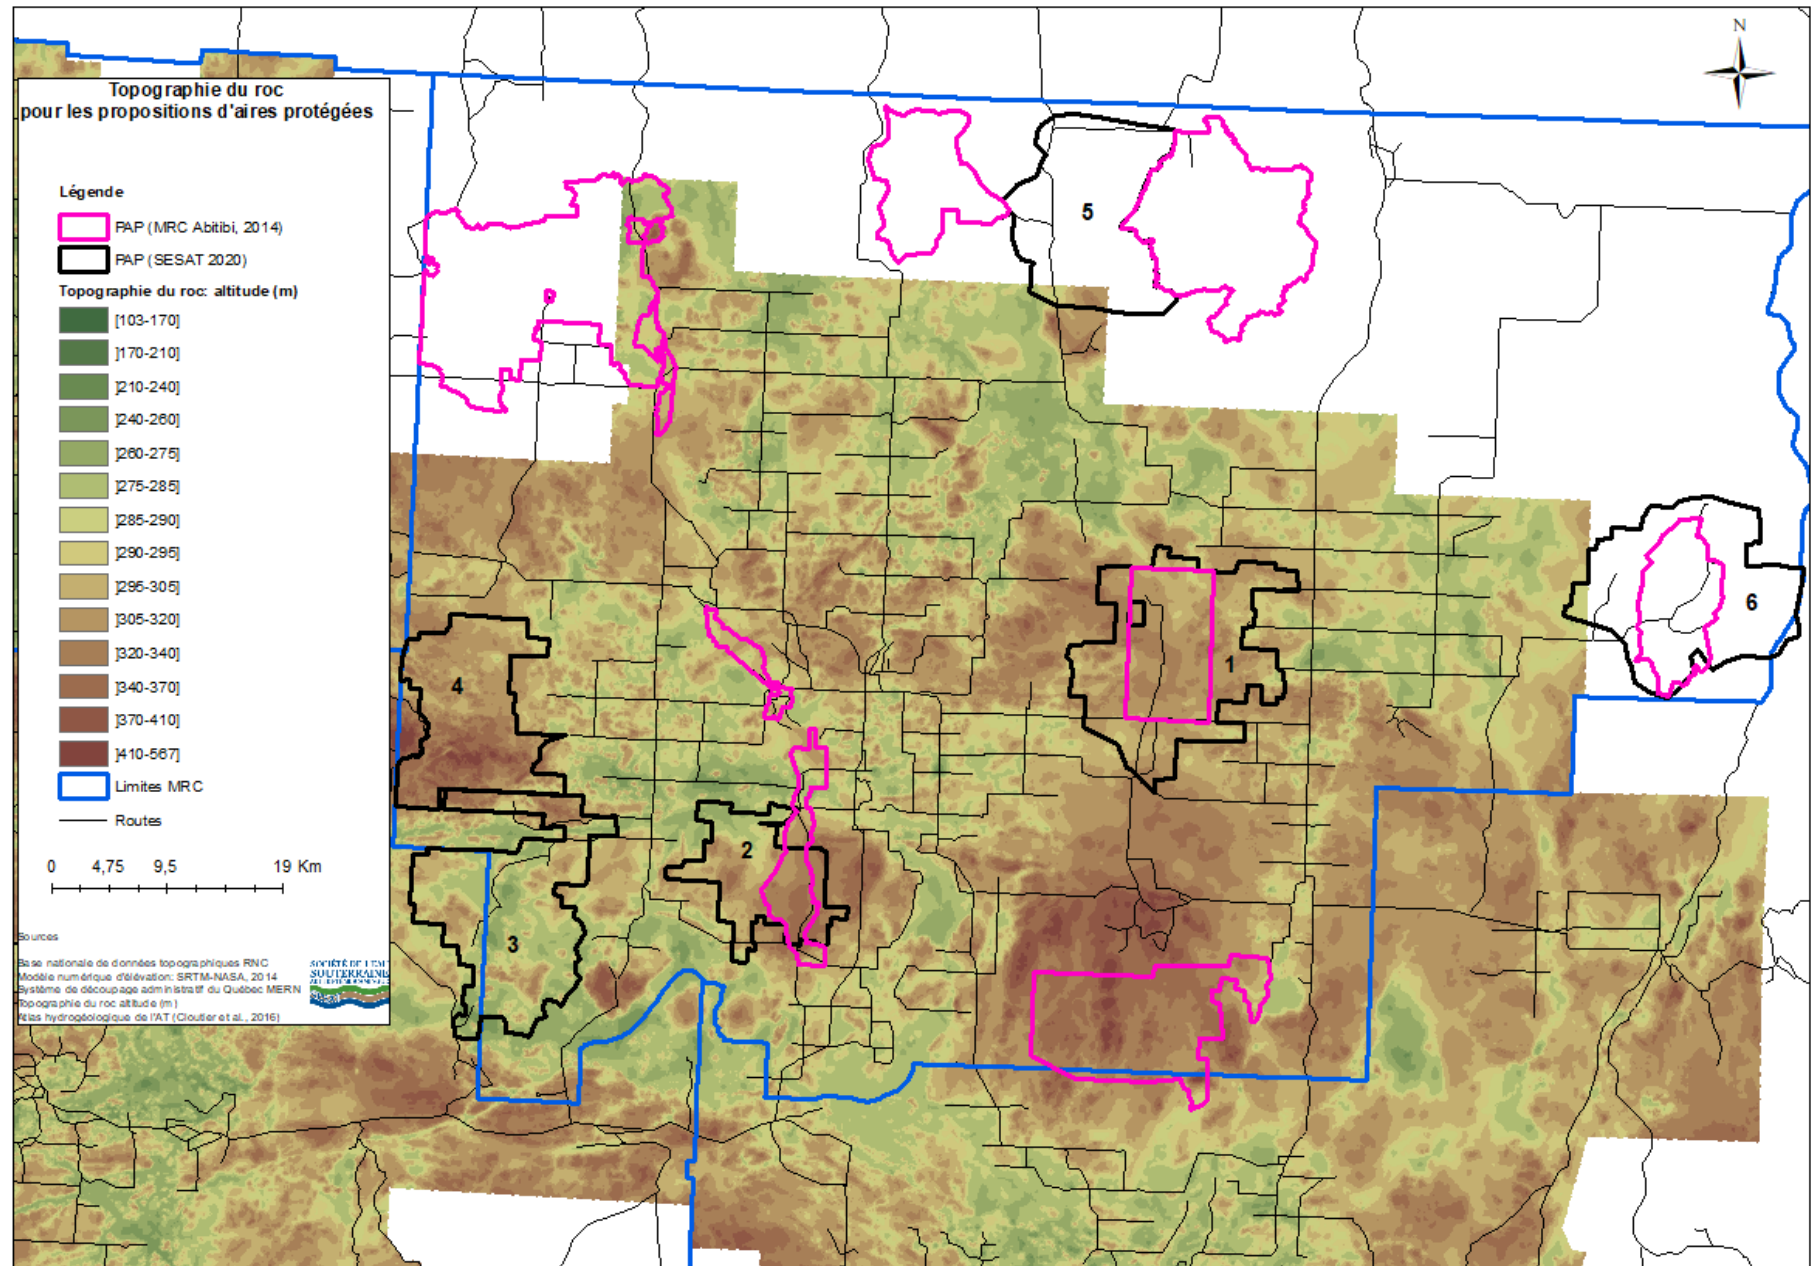 Topographie du roc
pour les propositions d'aires protégées
Légende
PAP (MRC Abitibi, 2014)
PAP (SESAT 2020)
Topographie du roc: altitude (m)
[103-170]
]170-210]
]210-240]
]240-260]
]260-275]
]275-285]
]285-290]
]290-295]
]295-305]
]305-320]
]320-340]
]340-370]
]370-410]
]410-567]
Limites MRC
Routes
0 4,75 9,5 19 Km
Sources
Base nationale de données topographiques RNC
Modèle numérique d'élévation: SRTM-NASA, 2014
Système de découpage administratif du Québec MERN
Topographie du roc altitude (m)
Atlas hydrogéologique de l'AT (Cloutier et al., 2016)
SOCIÉTÉ DE L'EAU
SOUTERRAINE
N
5
6
1
4
2
3